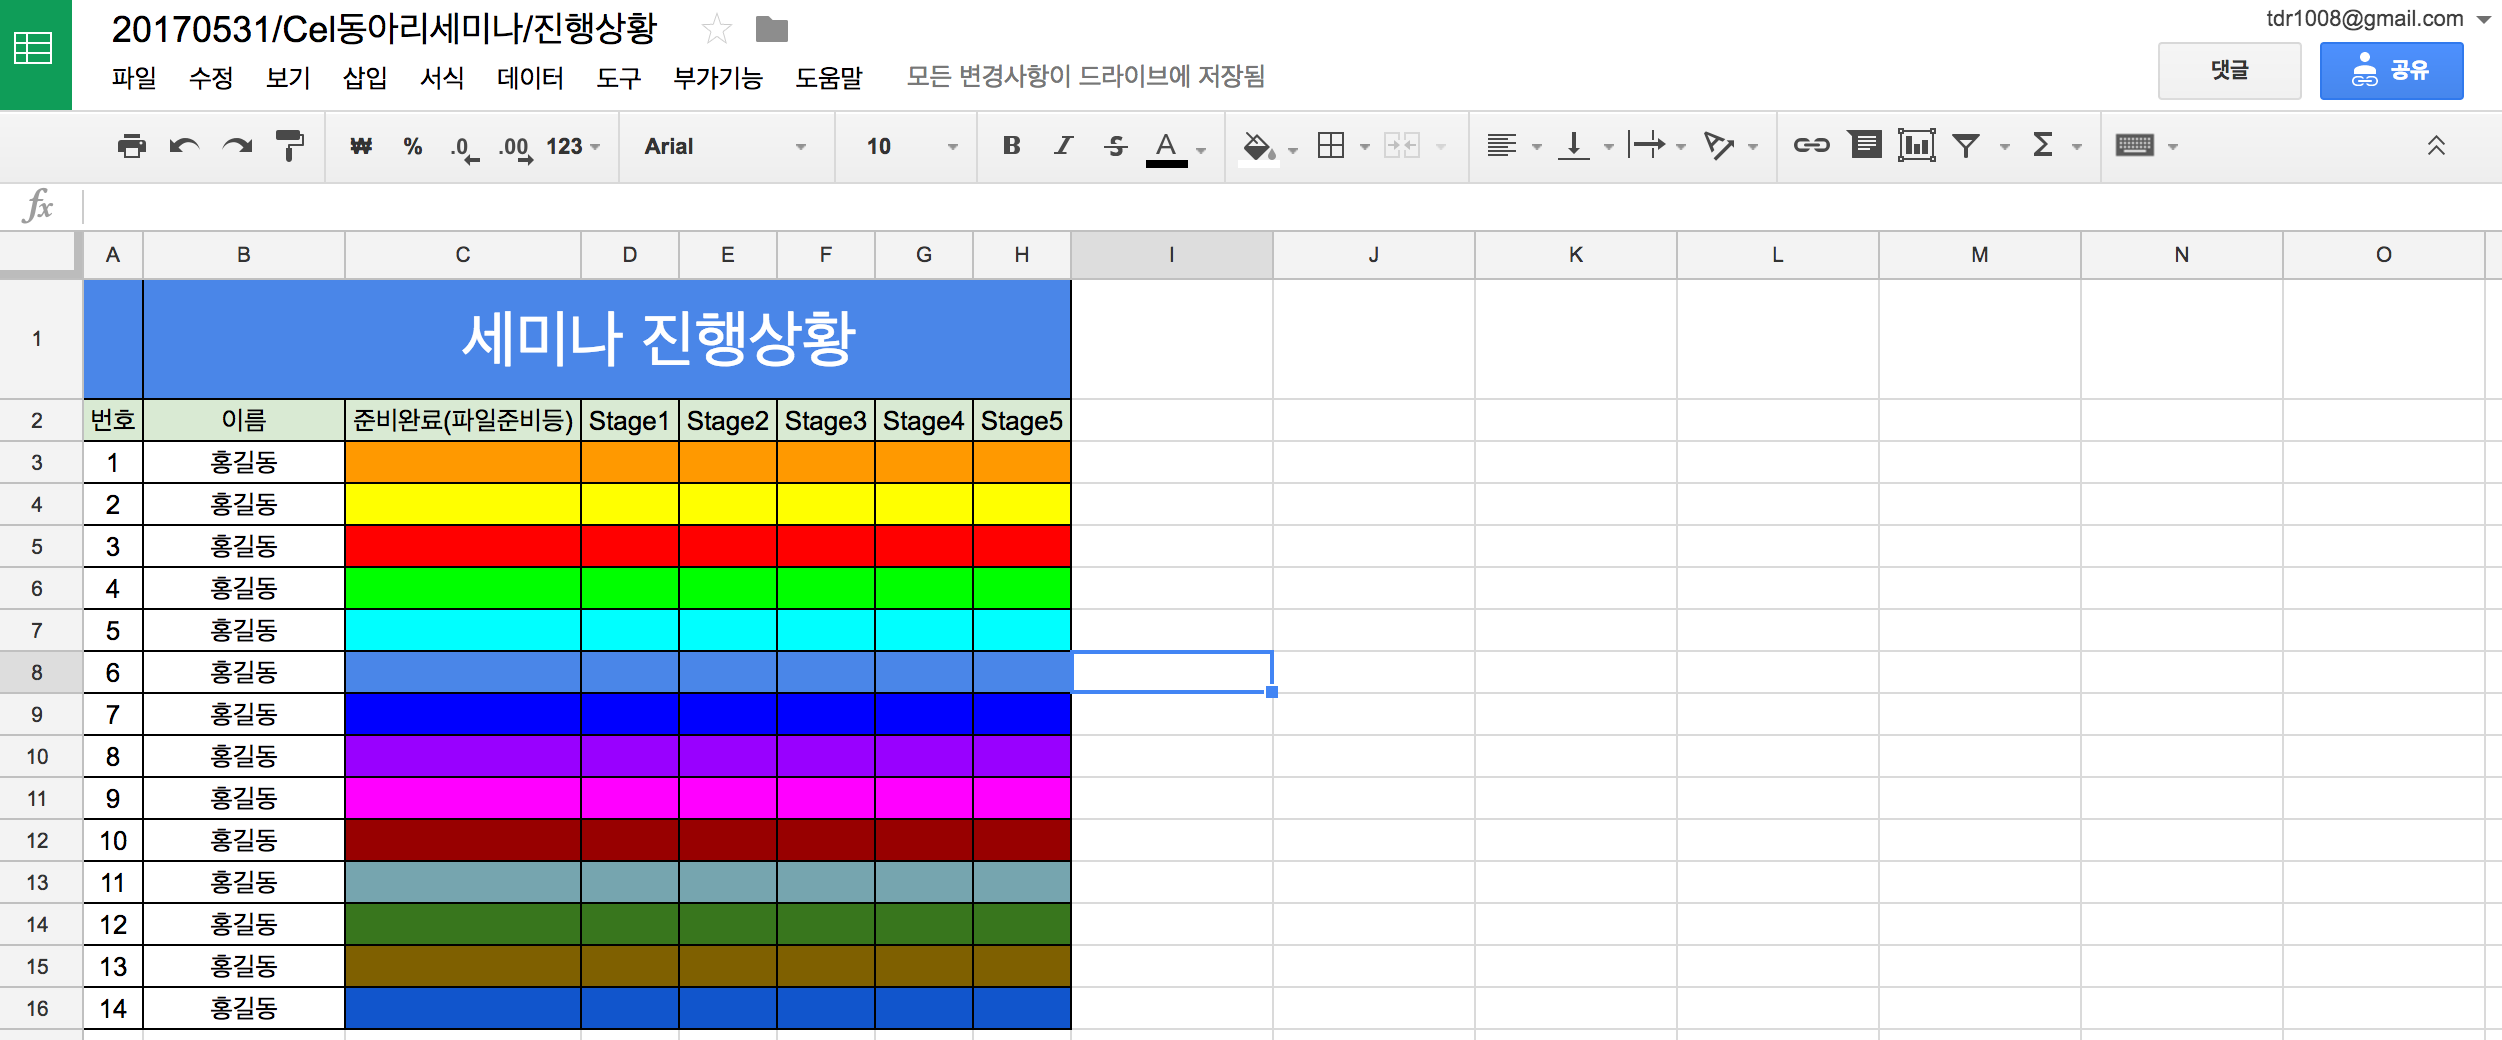 20170531/Cel동아리세미나/진행상황
tdr1008@gmail.com
파일 수정 보기 삽입 서식 데이터 도구 부가기능 도움말 모든 변경사항이 드라이브에 저장됨
댓글 공유
₩ % .0 .00 123 Arial 10 B I S A Σ
fx
A B C D E F G H I J K L M N O
1 세미나 진행상황
2 번호 이름 준비완료(파일준비등) Stage1 Stage2 Stage3 Stage4 Stage5
3 1 홍길동
4 2 홍길동
5 3 홍길동
6 4 홍길동
7 5 홍길동
8 6 홍길동
9 7 홍길동
10 8 홍길동
11 9 홍길동
12 10 홍길동
13 11 홍길동
14 12 홍길동
15 13 홍길동
16 14 홍길동